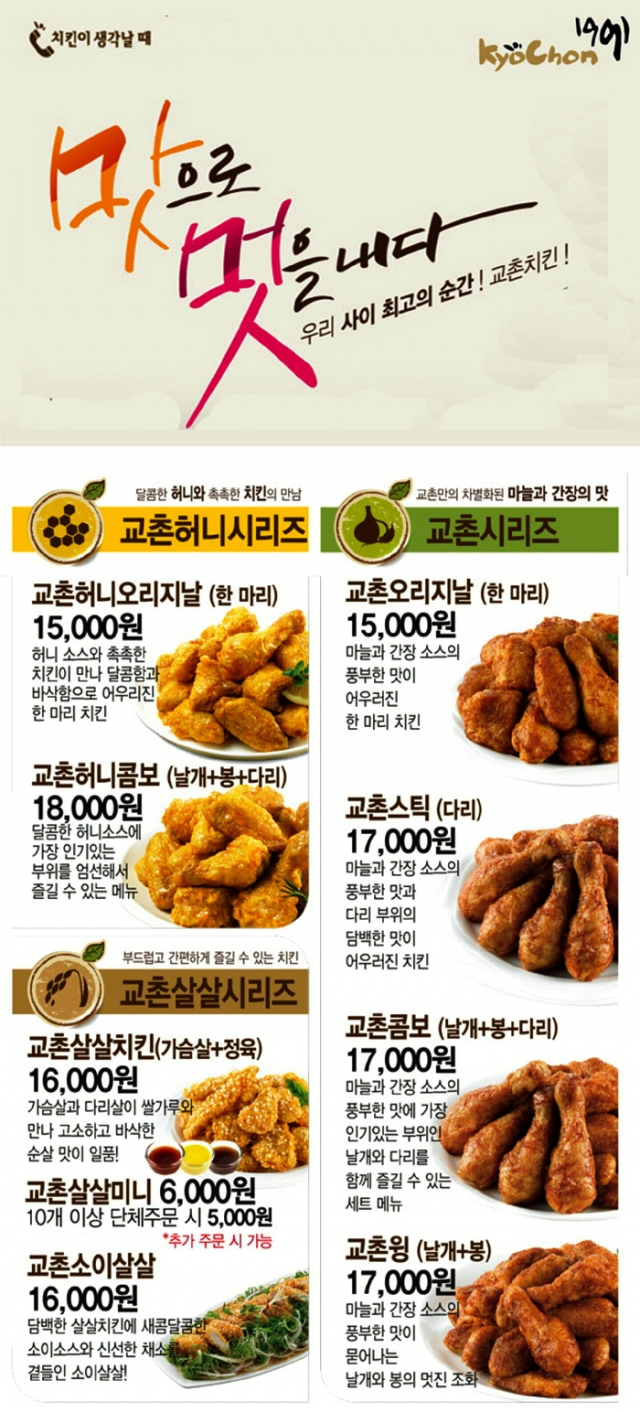 치킨이 생각날 때
KyoChon
1991
맛으로
멋을 내다
우리 사이 최고의 순간! 교촌치킨!
달콤한 허니와 촉촉한 치킨의 만남
교촌허니시리즈
교촌허니오리지날 (한 마리)
15,000원
허니 소스와 촉촉한
치킨이 만나 달콤함과
바삭함으로 어우리진
한 마리 치킨
교촌허니콤보 (날개+봉+다리)
18,000원
달콤한 허니소스에
가장 인기있는
부위를 엄선해서
즐길 수 있는 메뉴
부드럽고 간편하게 즐길 수 있는 치킨
교촌살살시리즈
교촌살살치킨(가슴살+정육)
16,000원
가슴살과 다리살이 쌀가루와
만나 고소하고 바삭한
순살 맛이 일품!
교촌살살미니 6,000원
10개 이상 단체주문 시 5,000원
*추가 주문 시 가능
교촌소이살살
16,000원
담백한 살살치킨에 새콤달콤한
소이소스와 신선한 채소를
곁들인 소이살살!
교촌만의 차별화된 마늘과 간장의 맛
교촌시리즈
교촌오리지날 (한 마리)
15,000원
마늘과 간장 소스의
풍부한 맛이
어우러진
한 마리 치킨
교촌스틱 (다리)
17,000원
마늘과 간장 소스의
풍부한 맛과
다리 부위의
담백한 맛이
어우러진 치킨
교촌콤보 (날개+봉+다리)
17,000원
마늘과 간장 소스의
풍부한 맛에 가장
인기있는 부위인
날개와 다리를
함께 즐길 수 있는
세트 메뉴
교촌윙 (날개+봉)
17,000원
마늘과 간장 소스의
풍부한 맛이
묻어나는
날개와 봉의 멋진 조화